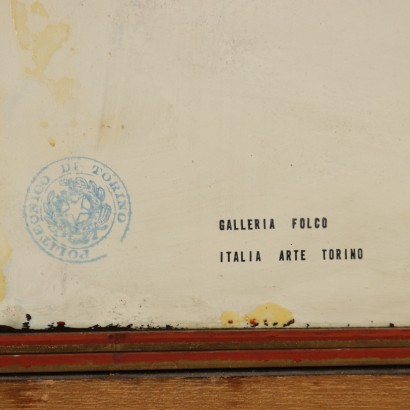 POLITECNICO DI TORINO
GALLERIA FOLCO
ITALIA ARTE TORINO